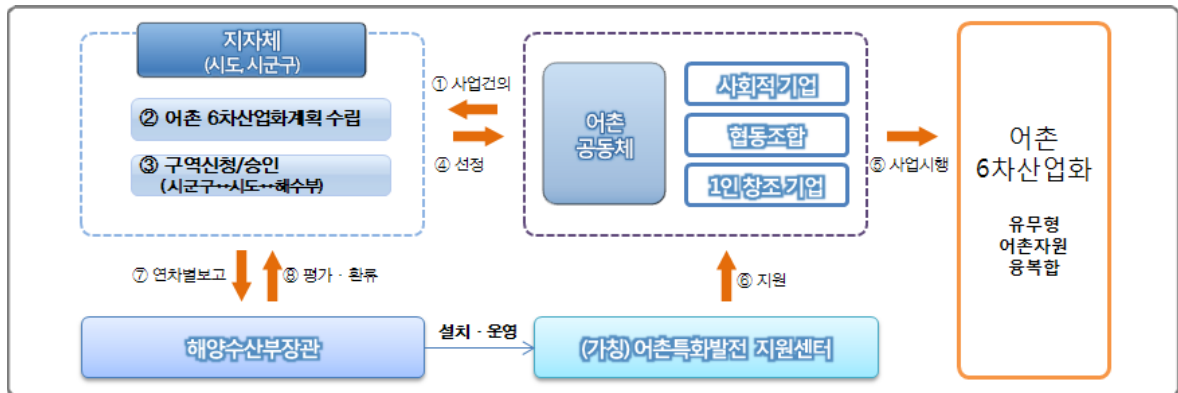 지자체
(시도, 시군구)
② 어촌 6차산업화계획 수립
③ 구역신청/승인
(시군구↔시도↔해수부)
① 사업건의
④ 선정
어촌
공동체
사회적기업
협동조합
1인 창조기업
⑤ 사업시행
어촌
6차산업화
유무형
어촌자원
융복합
⑦ 연차별보고
⑧ 평가 · 환류
⑥ 지원
해양수산부장관
설치 · 운영
(가칭) 어촌특화발전 지원센터